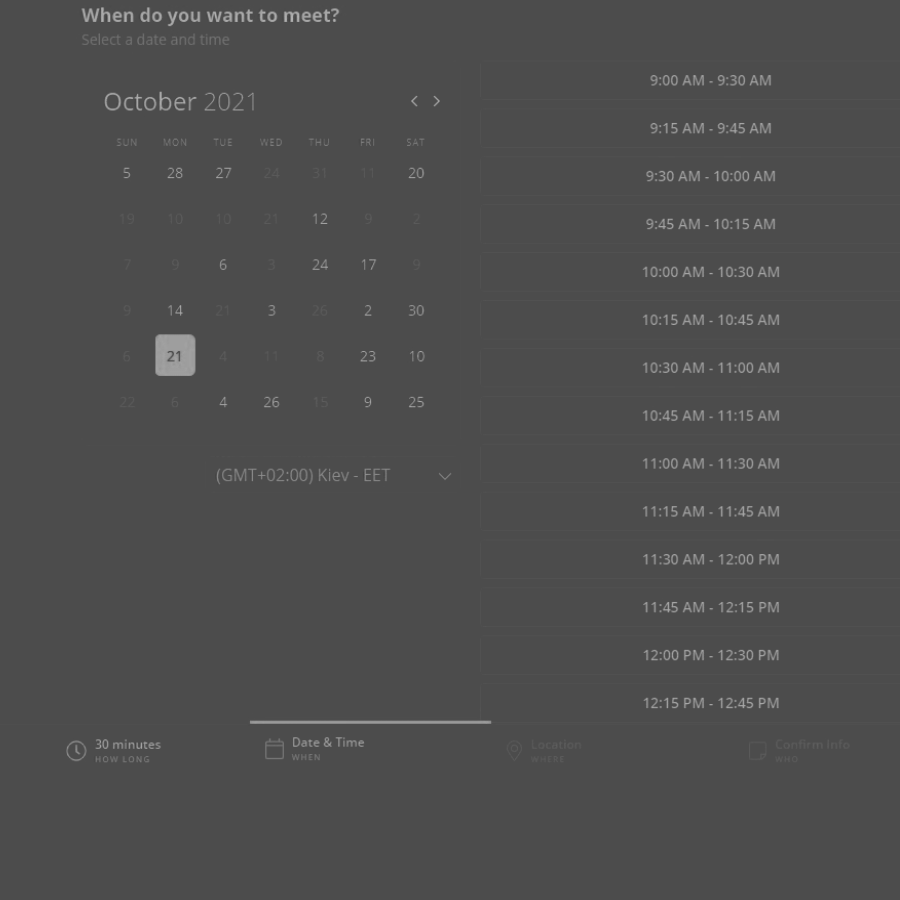 When do you want to meet?
Select a date and time
October 2021
SUN MON TUE WED THU FRI SAT
5 28 27 24 31 11 20
19 10 10 21 12 9 2
7 9 6 3 24 17 9
9 14 21 3 26 2 30
6 21 4 11 8 23 10
22 6 4 26 15 9 25
(GMT+02:00) Kiev - EET
9:00 AM - 9:30 AM
9:15 AM - 9:45 AM
9:30 AM - 10:00 AM
9:45 AM - 10:15 AM
10:00 AM - 10:30 AM
10:15 AM - 10:45 AM
10:30 AM - 11:00 AM
10:45 AM - 11:15 AM
11:00 AM - 11:30 AM
11:15 AM - 11:45 AM
11:30 AM - 12:00 PM
11:45 AM - 12:15 PM
12:00 PM - 12:30 PM
12:15 PM - 12:45 PM
30 minutes
HOW LONG
Date & Time
WHEN
Location
WHERE
Confirm Info
WHO